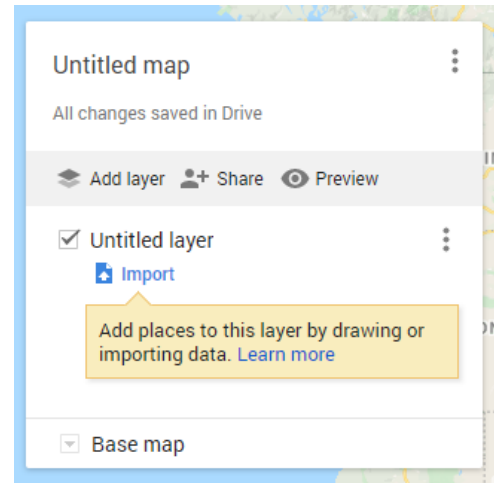 Untitled map
All changes saved in Drive
Add layer Share Preview
Untitled layer
Import
Add places to this layer by drawing or
importing data. Learn more
Base map